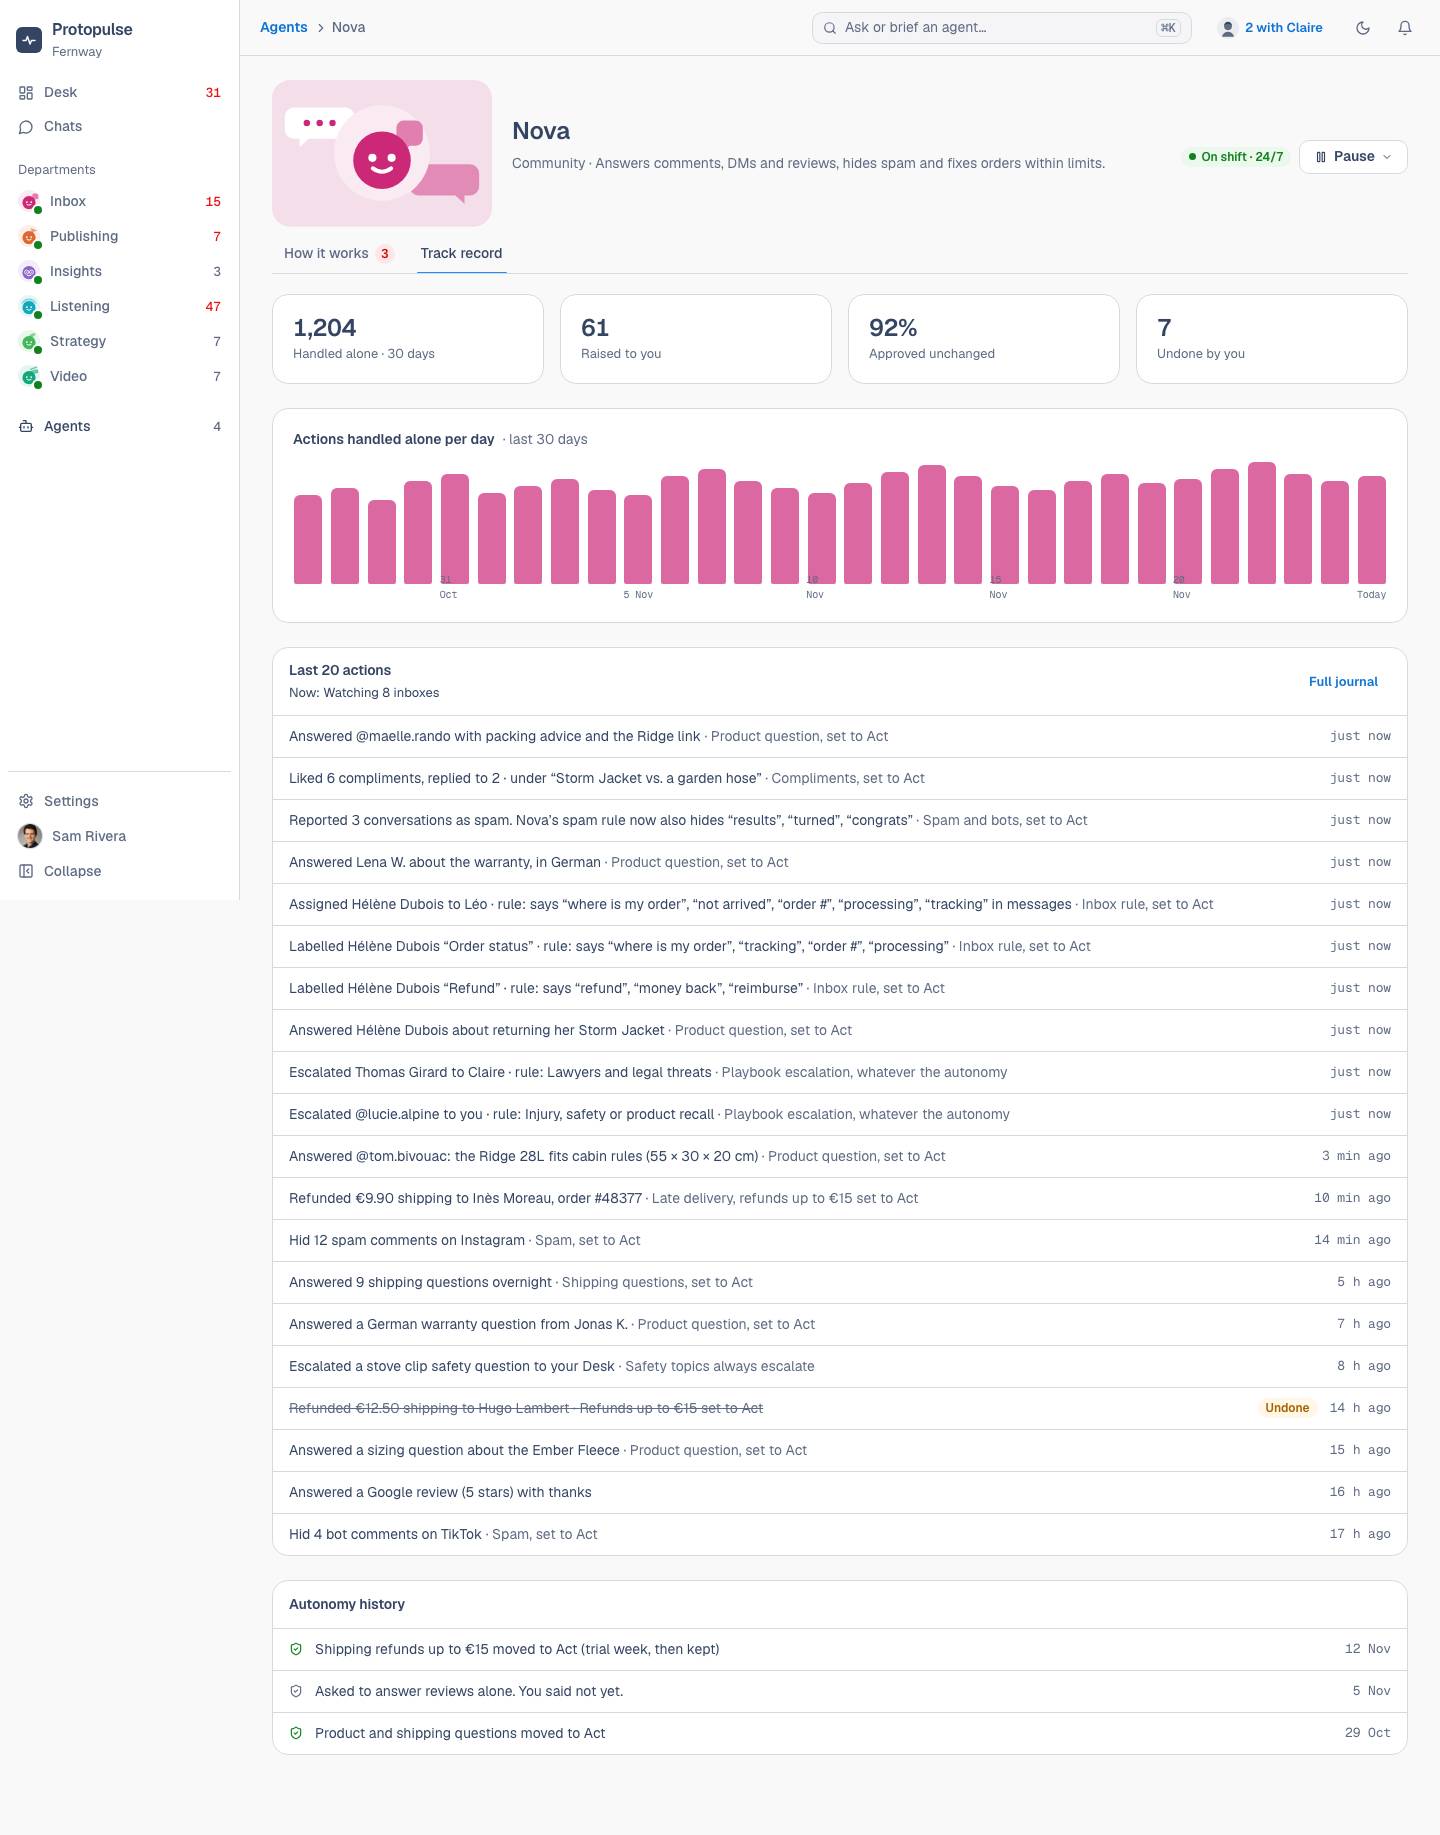 Protopulse
Fernway
Desk 31
Chats
Departments
Inbox 15
Publishing 7
Insights 3
Listening 47
Strategy 7
Video 7
Agents 4
Settings
Sam Rivera
Collapse
Agents > Nova
Ask or brief an agent… ⌘K
2 with Claire
Nova
Community · Answers comments, DMs and reviews, hides spam and fixes orders within limits.
On shift · 24/7
Pause
How it works 3
Track record
1,204
Handled alone · 30 days
61
Raised to you
92%
Approved unchanged
7
Undone by you
Actions handled alone per day · last 30 days
31 Oct
5 Nov
10 Nov
15 Nov
20 Nov
Today
Last 20 actions
Now: Watching 8 inboxes
Full journal
Answered @maelle.rando with packing advice and the Ridge link · Product question, set to Act just now
Liked 6 compliments, replied to 2 · under “Storm Jacket vs. a garden hose” · Compliments, set to Act just now
Reported 3 conversations as spam. Nova’s spam rule now also hides “results”, “turned”, “congrats” · Spam and bots, set to Act just now
Answered Lena W. about the warranty, in German · Product question, set to Act just now
Assigned Hélène Dubois to Léo · rule: says “where is my order”, “not arrived”, “order #”, “processing”, “tracking” in messages · Inbox rule, set to Act just now
Labelled Hélène Dubois “Order status” · rule: says “where is my order”, “tracking”, “order #”, “processing” · Inbox rule, set to Act just now
Labelled Hélène Dubois “Refund” · rule: says “refund”, “money back”, “reimburse” · Inbox rule, set to Act just now
Answered Hélène Dubois about returning her Storm Jacket · Product question, set to Act just now
Escalated Thomas Girard to Claire · rule: Lawyers and legal threats · Playbook escalation, whatever the autonomy just now
Escalated @lucie.alpine to you · rule: Injury, safety or product recall · Playbook escalation, whatever the autonomy just now
Answered @tom.bivouac: the Ridge 28L fits cabin rules (55 × 30 × 20 cm) · Product question, set to Act 3 min ago
Refunded €9.90 shipping to Inès Moreau, order #48377 · Late delivery, refunds up to €15 set to Act 10 min ago
Hid 12 spam comments on Instagram · Spam, set to Act 14 min ago
Answered 9 shipping questions overnight · Shipping questions, set to Act 5 h ago
Answered a German warranty question from Jonas K. · Product question, set to Act 7 h ago
Escalated a stove clip safety question to your Desk · Safety topics always escalate 8 h ago
Refunded €12.50 shipping to Hugo Lambert · Refunds up to €15 set to Act Undone 14 h ago
Answered a sizing question about the Ember Fleece · Product question, set to Act 15 h ago
Answered a Google review (5 stars) with thanks 16 h ago
Hid 4 bot comments on TikTok · Spam, set to Act 17 h ago
Autonomy history
Shipping refunds up to €15 moved to Act (trial week, then kept) 12 Nov
Asked to answer reviews alone. You said not yet. 5 Nov
Product and shipping questions moved to Act 29 Oct